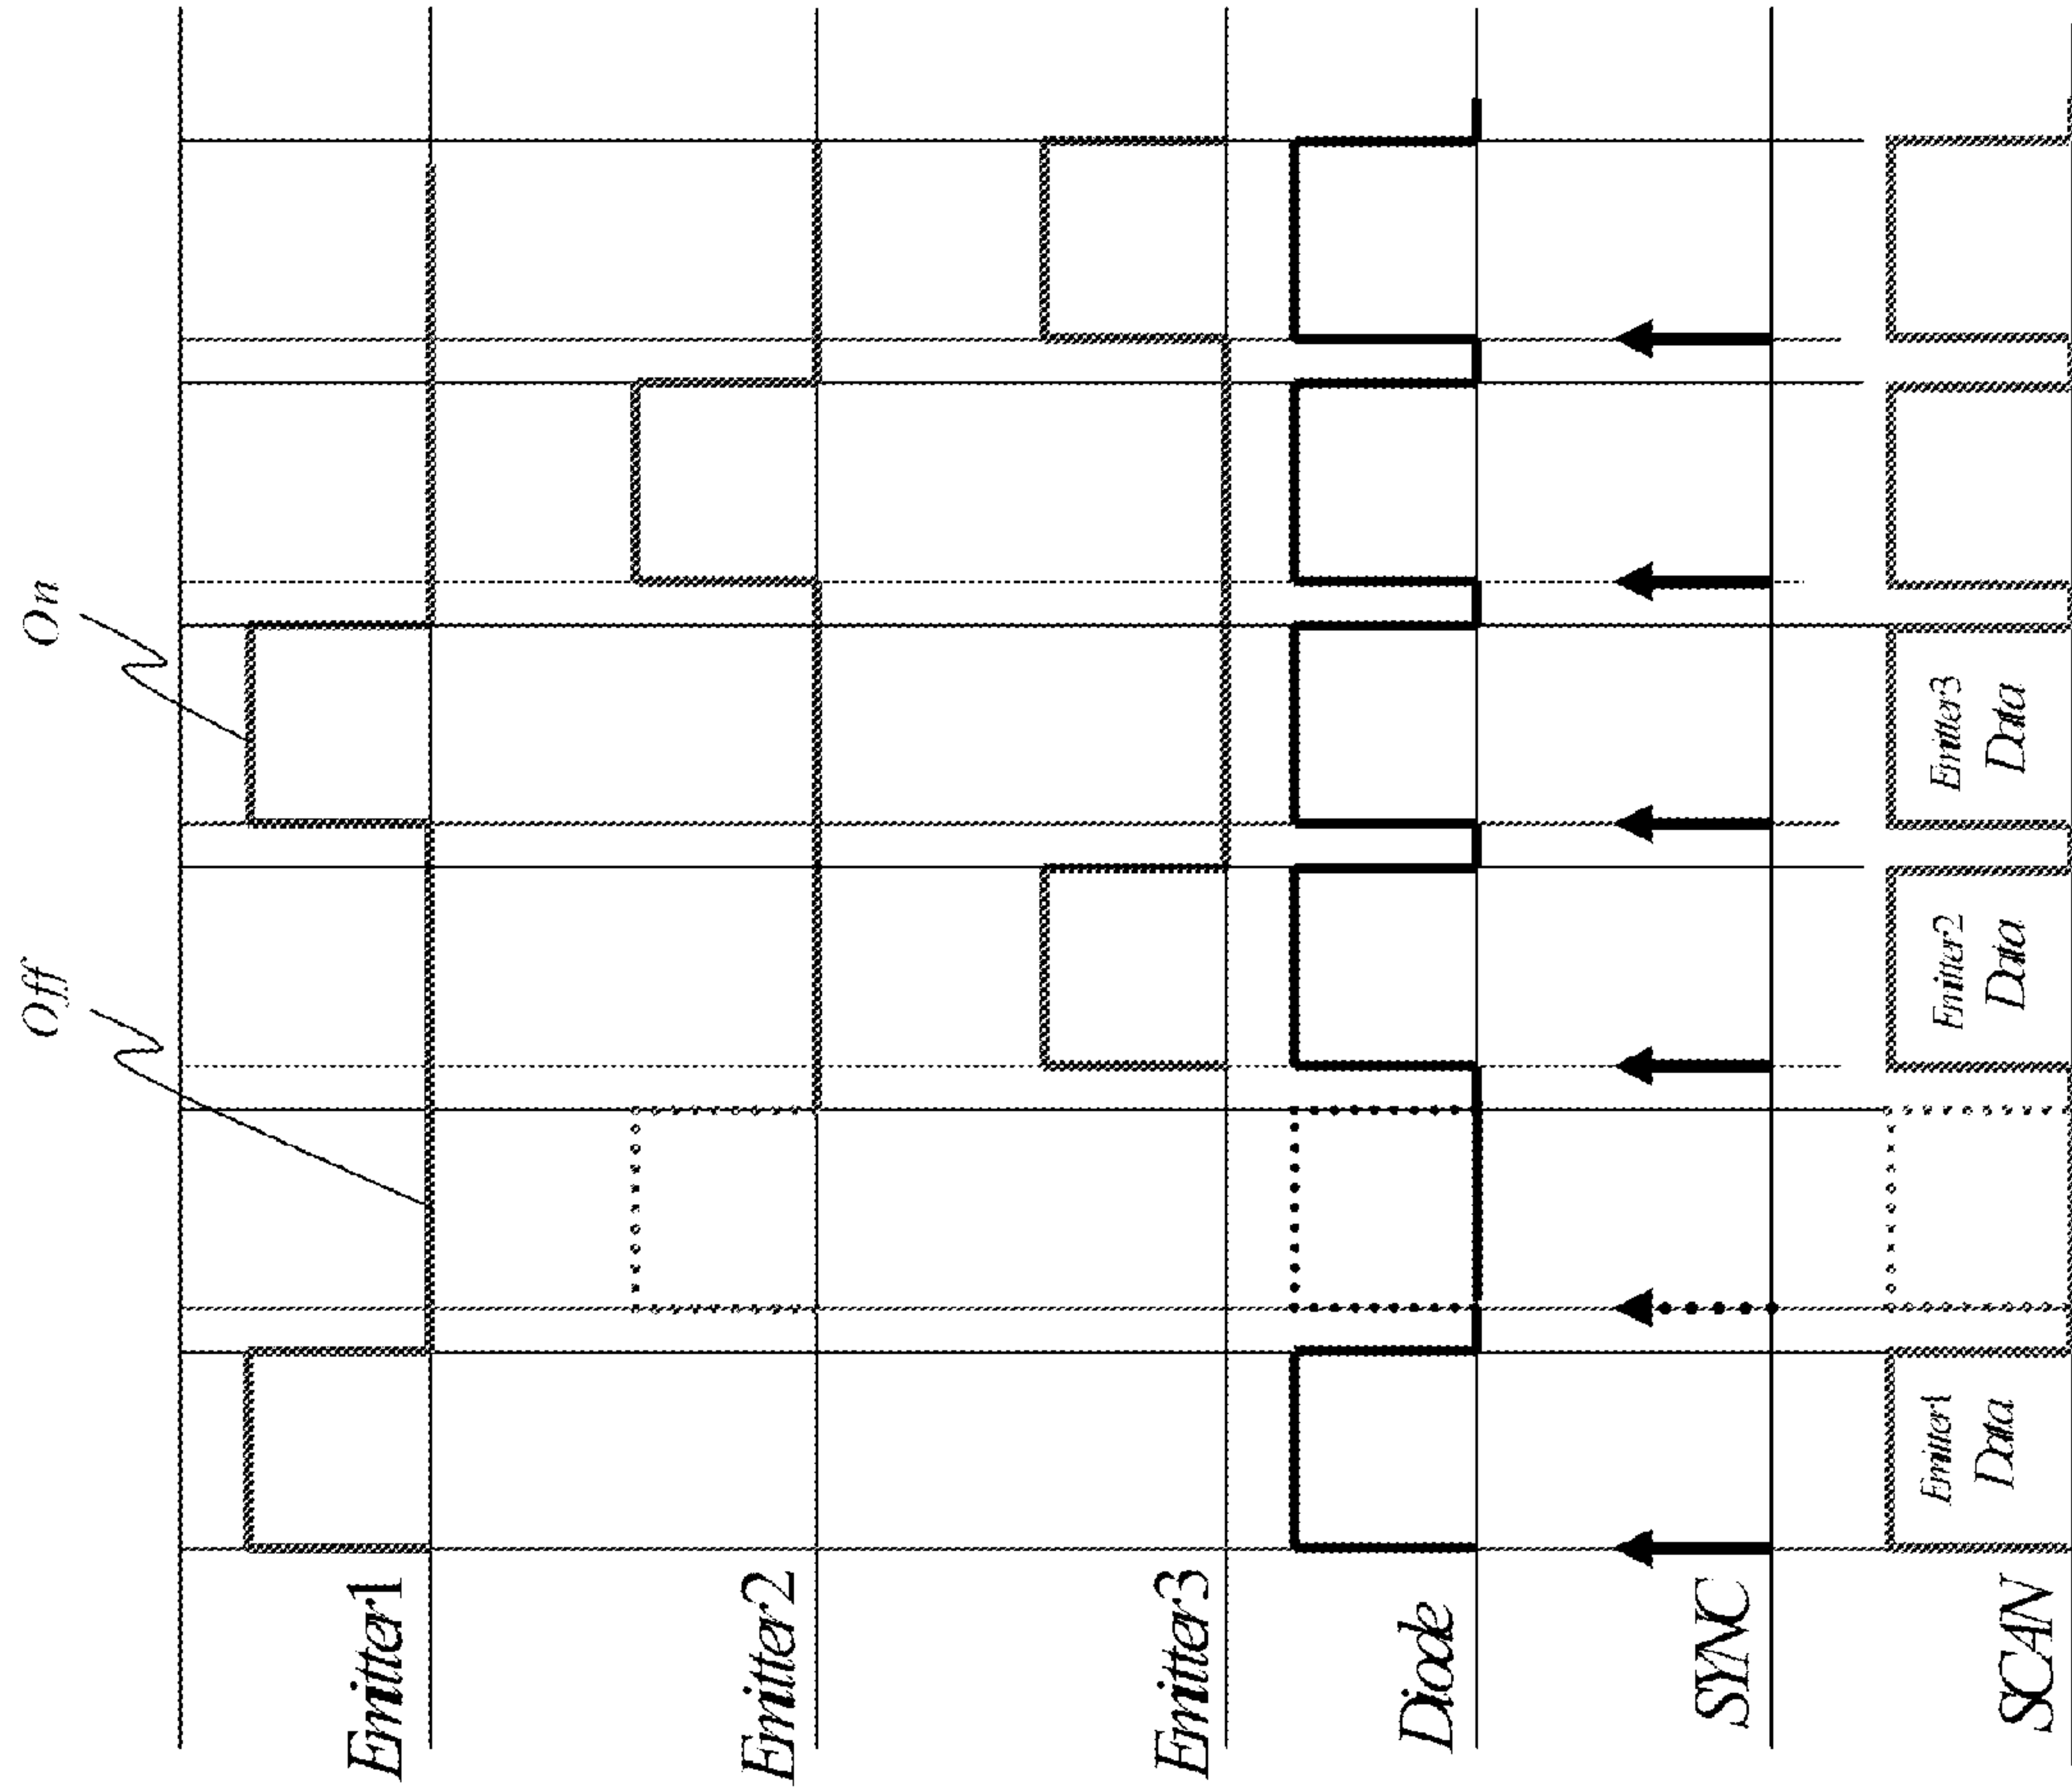 Off
On
Emitter1
Emitter2
Emitter3
Diode
SYNC
SCAN
Emitter1
Data
Emitter2
Data
Emitter3
Data